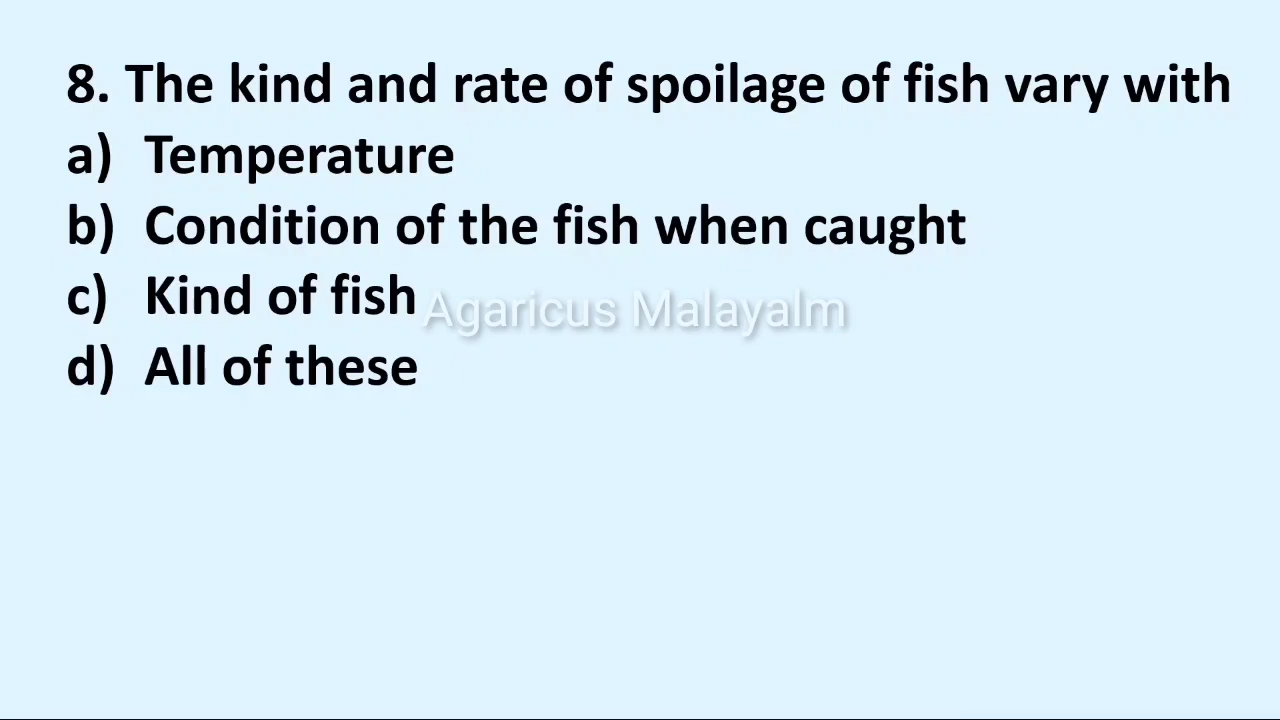 8. The kind and rate of spoilage of fish vary with
a) Temperature
b) Condition of the fish when caught
c) Kind of fish
Agaricus Malayalm
d) All of these